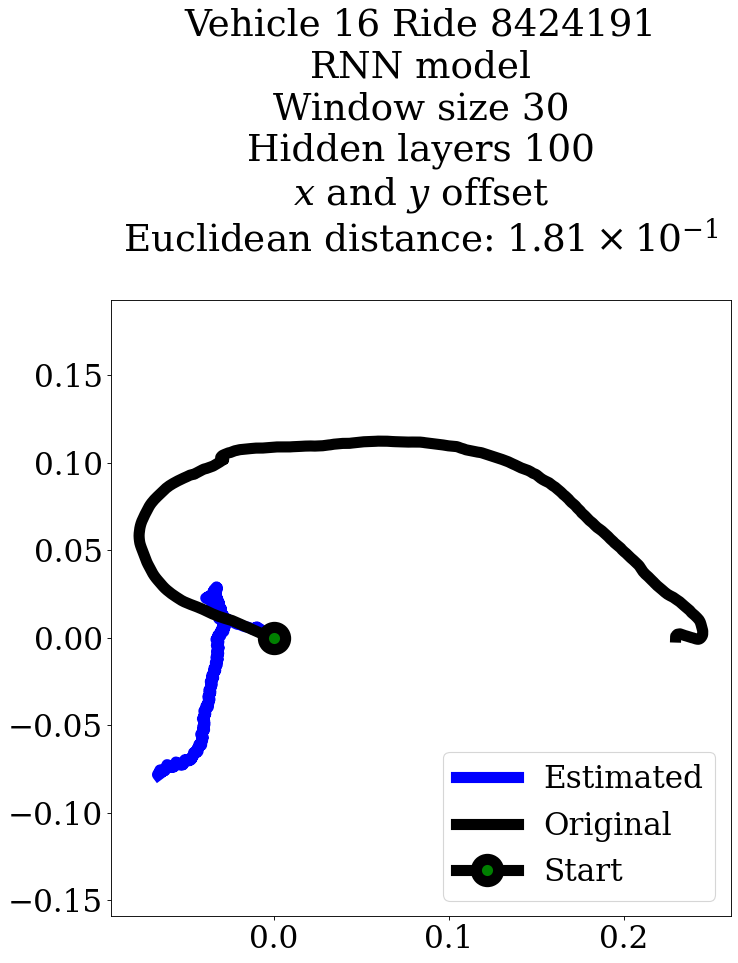 Vehicle 16 Ride 8424191
RNN model
Window size 30
Hidden layers 100
x and y offset
Euclidean distance: 1.81 × 10⁻¹
0.15
0.10
0.05
0.00
−0.05
−0.10
−0.15
0.0 0.1 0.2
Estimated
Original
Start